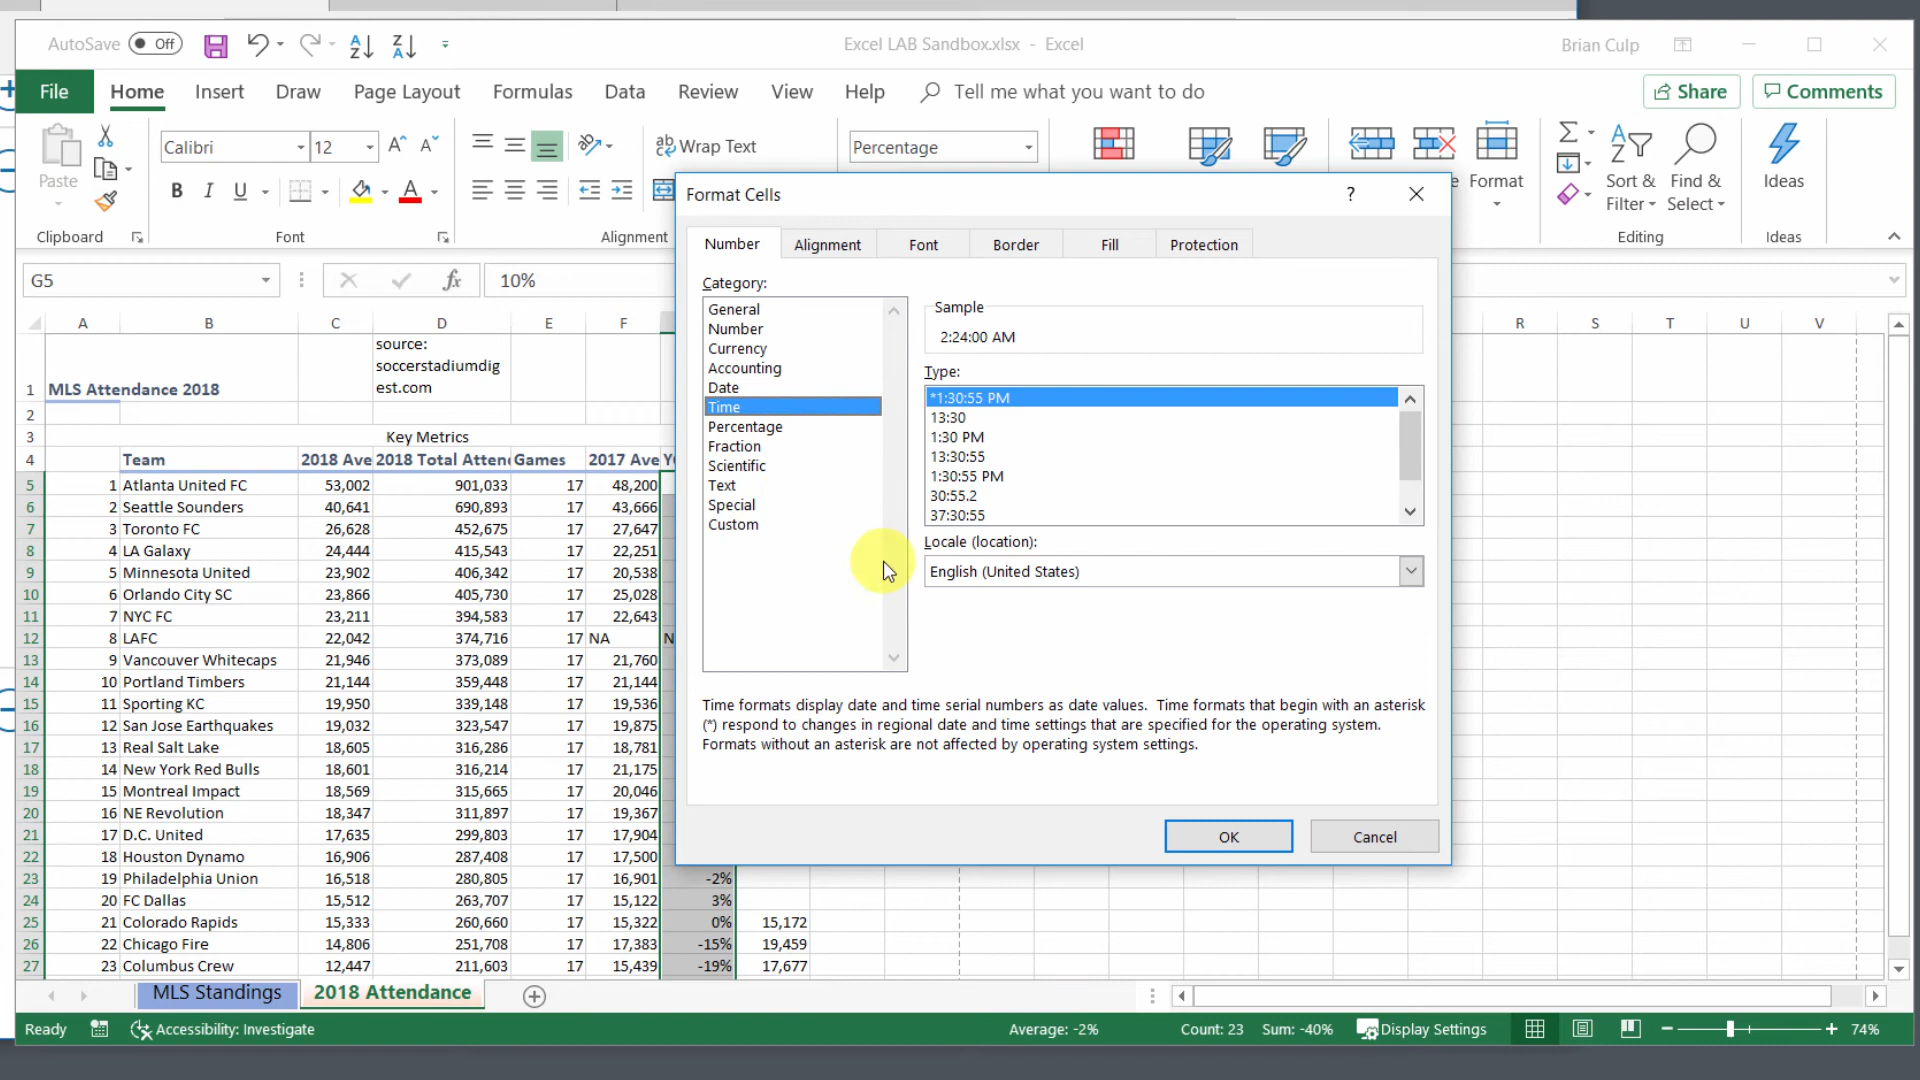 AutoSave Off Excel LAB Sandbox.xlsx - Excel Brian Culp
File Home Insert Draw Page Layout Formulas Data Review View Help Tell me what you want to do Share Comments
Paste Calibri 12 Wrap Text Percentage Format Sort & Filter Find & Select Ideas
Clipboard Font Alignment Editing Ideas
G5 fx 10%
Format Cells ?
Number Alignment Font Border Fill Protection
Category:
General
Number
Currency
Accounting
Date
Time
Percentage
Fraction
Scientific
Text
Special
Custom
Sample
2:24:00 AM
Type:
*1:30:55 PM
13:30
1:30 PM
13:30:55
1:30:55 PM
30:55.2
37:30:55
Locale (location):
English (United States)
Time formats display date and time serial numbers as date values. Time formats that begin with an asterisk
(*) respond to changes in regional date and time settings that are specified for the operating system.
Formats without an asterisk are not affected by operating system settings.
OK Cancel
A B C D E F R S T U V
source:
soccerstadiumdig
est.com
1 MLS Attendance 2018
2
3 Key Metrics
4 Team 2018 Ave 2018 Total Atten Games 2017 Ave
5 1 Atlanta United FC 53,002 901,033 17 48,200
6 2 Seattle Sounders 40,641 690,893 17 43,666
7 3 Toronto FC 26,628 452,675 17 27,647
8 4 LA Galaxy 24,444 415,543 17 22,251
9 5 Minnesota United 23,902 406,342 17 20,538
10 6 Orlando City SC 23,866 405,730 17 25,028
11 7 NYC FC 23,211 394,583 17 22,643
12 8 LAFC 22,042 374,716 17 NA N
13 9 Vancouver Whitecaps 21,946 373,089 17 21,760
14 10 Portland Timbers 21,144 359,448 17 21,144
15 11 Sporting KC 19,950 339,148 17 19,536
16 12 San Jose Earthquakes 19,032 323,547 17 19,875
17 13 Real Salt Lake 18,605 316,286 17 18,781
18 14 New York Red Bulls 18,601 316,214 17 21,175
19 15 Montreal Impact 18,569 315,665 17 20,046
20 16 NE Revolution 18,347 311,897 17 19,367
21 17 D.C. United 17,635 299,803 17 17,904
22 18 Houston Dynamo 16,906 287,408 17 17,500
23 19 Philadelphia Union 16,518 280,805 17 16,901 -2%
24 20 FC Dallas 15,512 263,707 17 15,122 3%
25 21 Colorado Rapids 15,333 260,660 17 15,322 0% 15,172
26 22 Chicago Fire 14,806 251,708 17 17,383 -15% 19,459
27 23 Columbus Crew 12,447 211,603 17 15,439 -19% 17,677
MLS Standings 2018 Attendance
Ready Accessibility: Investigate Average: -2% Count: 23 Sum: -40% Display Settings 74%